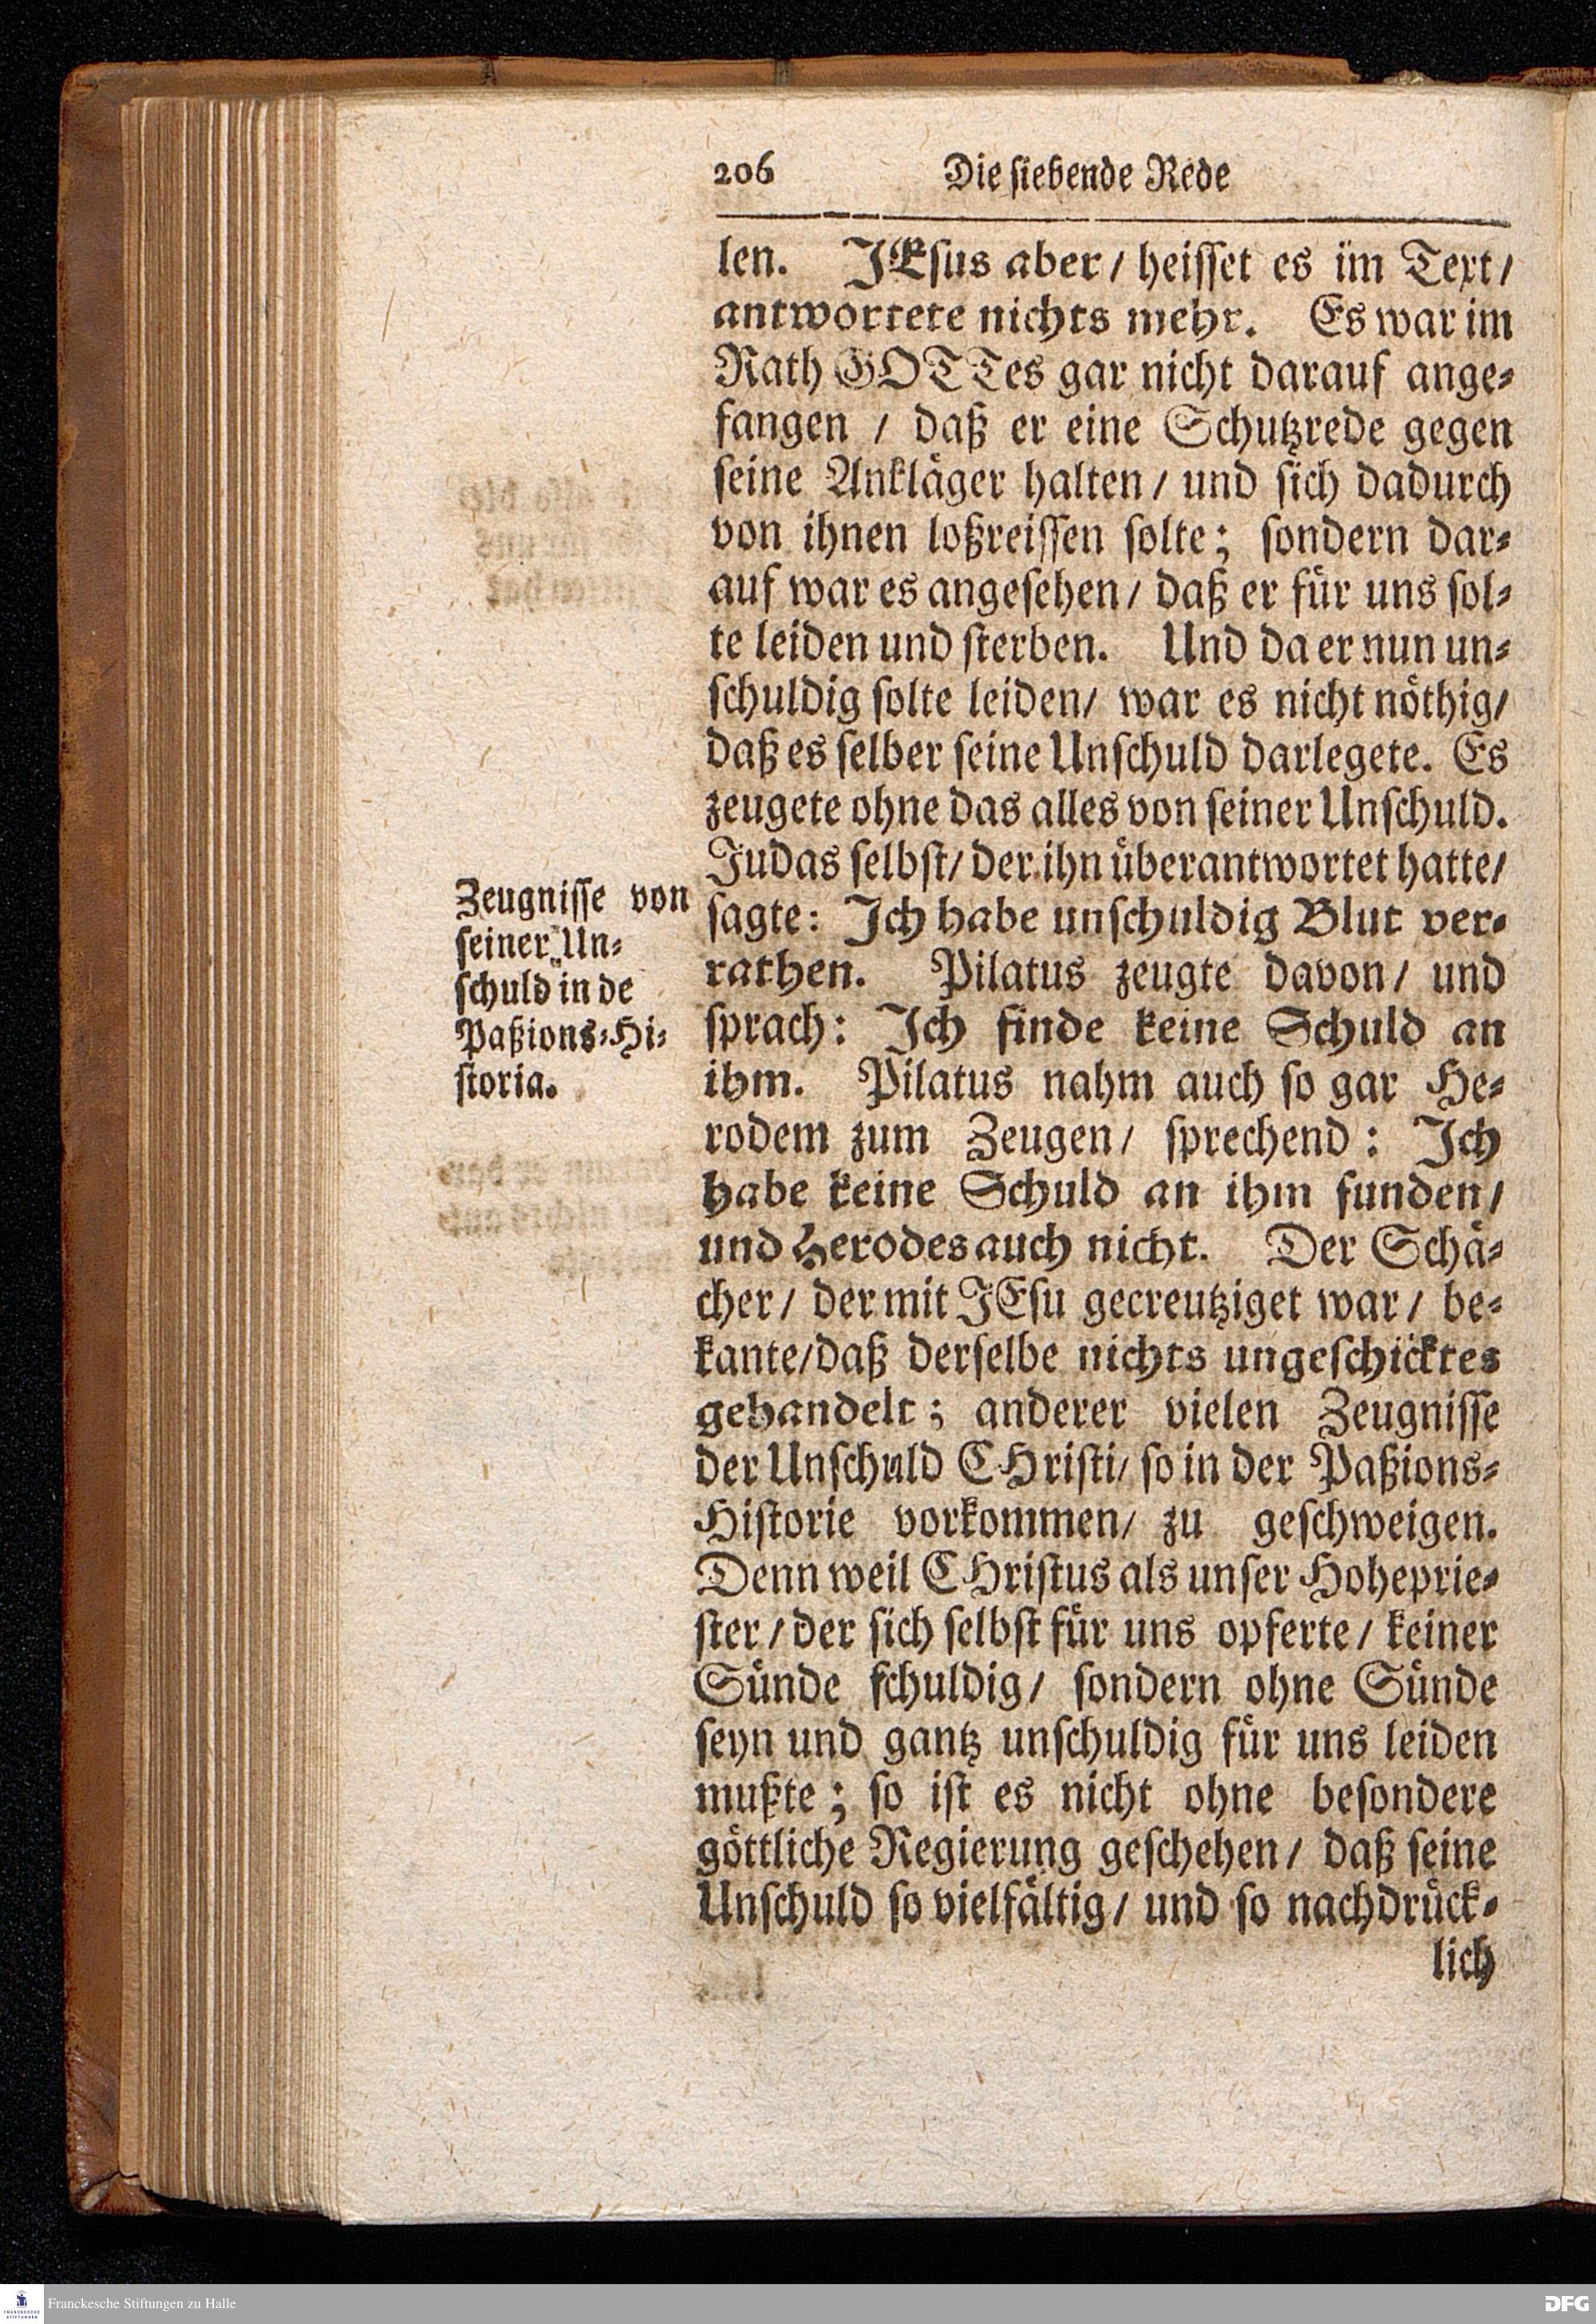 206 Die siebende Rede
len. JEsus aber / heisset es im Text /
antwortete nichts mehr. Es war im
Rath GOTTes gar nicht darauf ange-
fangen / daß er eine Schutzrede gegen
seine Ankläger halten / und sich dadurch
von ihnen loßreissen solte; sondern dar-
auf war es angesehen / daß er für uns sol-
te leiden und sterben. Und da er nun un-
schuldig solte leiden / war es nicht nöthig /
daß es selber seine Unschuld darlegete. Es
zeugete ohne das alles von seiner Unschuld.
Judas selbst / der ihn überantwortet hatte /
sagte: Ich habe unschuldig Blut ver-
rathen. Pilatus zeugte davon / und
sprach: Ich finde keine Schuld an
ihm. Pilatus nahm auch so gar He-
rodem zum Zeugen / sprechend: Ich
habe keine Schuld an ihm funden /
und Herodes auch nicht. Der Schä-
cher / der mit JEsu gecreutziget war / be-
kante / daß derselbe nichts ungeschicktes
gehandelt; anderer vielen Zeugnisse
der Unschuld CHristi / so in der Paßions-
Historie vorkommen / zu geschweigen.
Denn weil CHristus als unser Hoheprie-
ster / der sich selbst für uns opferte / keiner
Sünde schuldig / sondern ohne Sünde
seyn und gantz unschuldig für uns leiden
mußte; so ist es nicht ohne besondere
göttliche Regierung geschehen / daß seine
Unschuld so vielfältig / und so nachdrück-
lich
Zeugnisse von
seiner Un-
schuld in de
Paßions-Hi-
storia.
Franckesche Stiftungen zu Halle
DFG